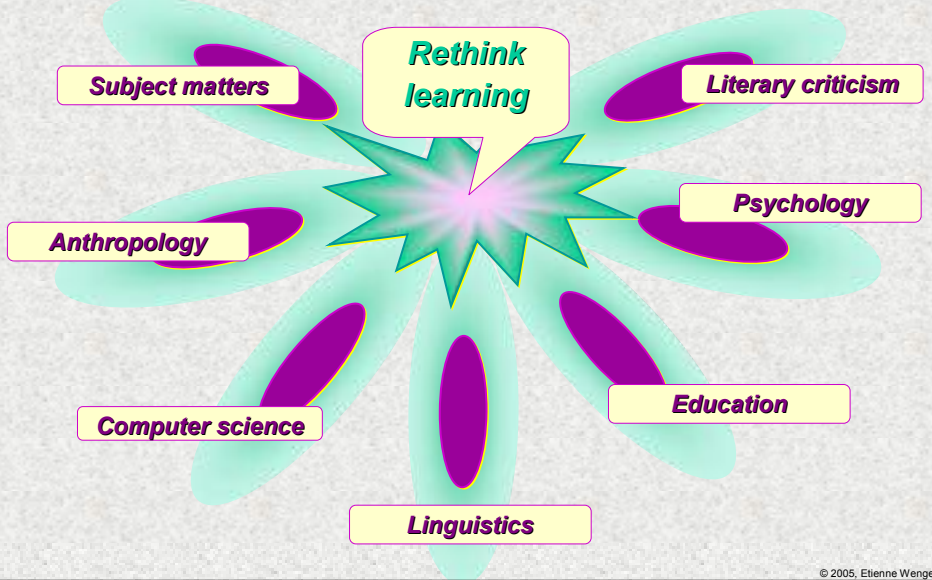 Rethink
learning
Subject matters
Literary criticism
Anthropology
Psychology
Computer science
Education
Linguistics
© 2005, Etienne Wenge